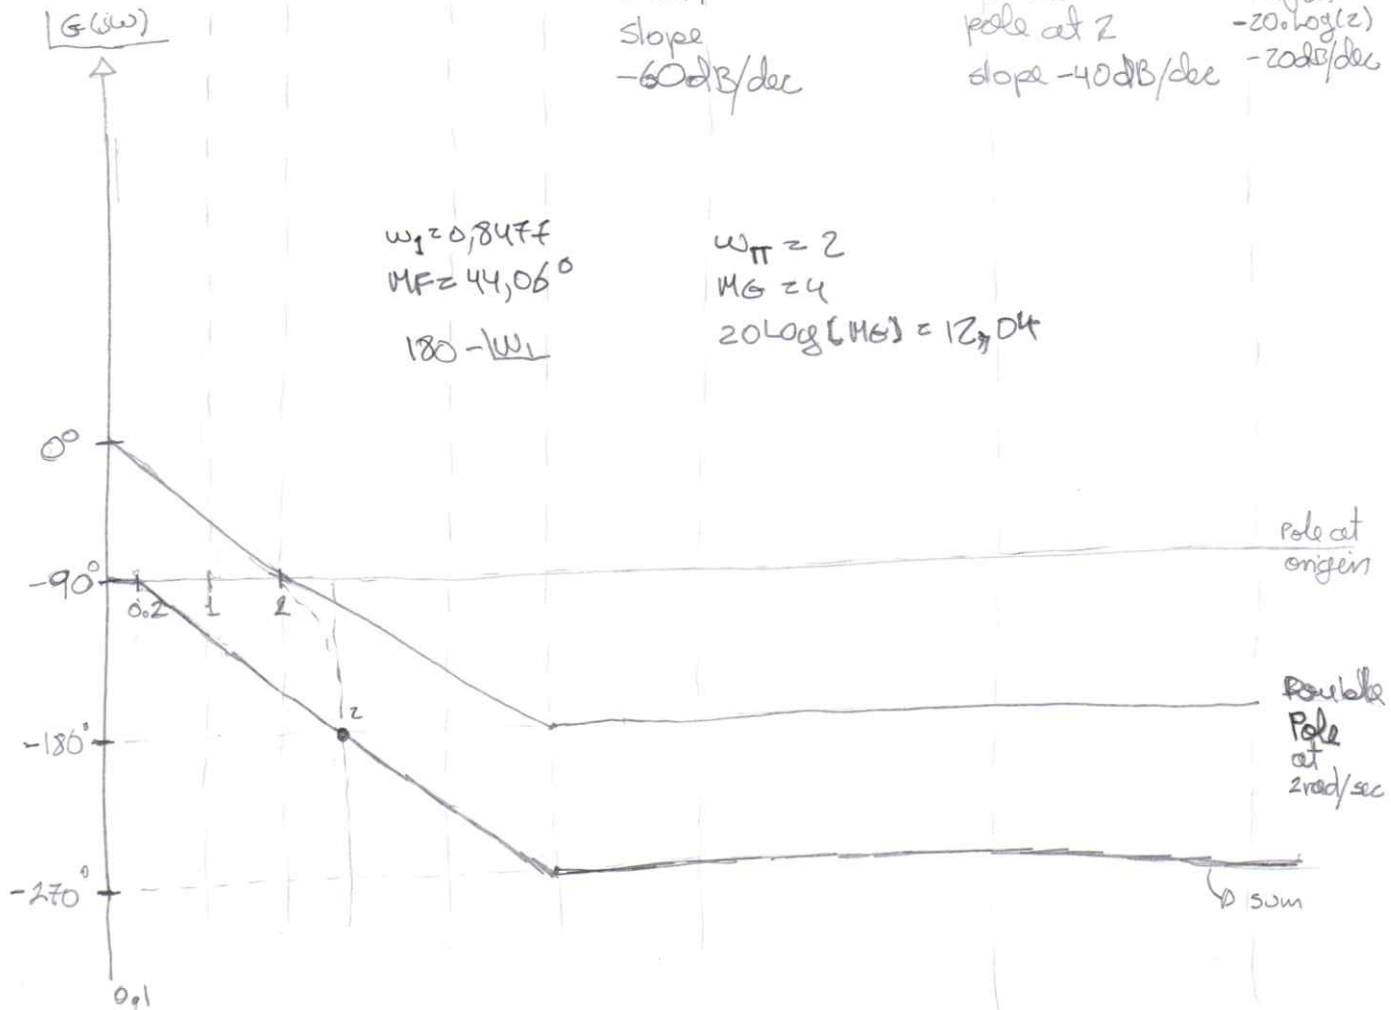 G(jω)
slope
-60dB/dec
pole at 2
slope -40dB/dec
-20.Log(2)
-20dB/dec
ω1=0,8477
MF=44,06°
180-ω1
ωπ=2
MG=4
20Log(MG)=12,04
0°
-90°
0.2
1
2
Pole at
origin
2
Double
Pole
at
2rad/sec
-180°
-270°
sum
0,1